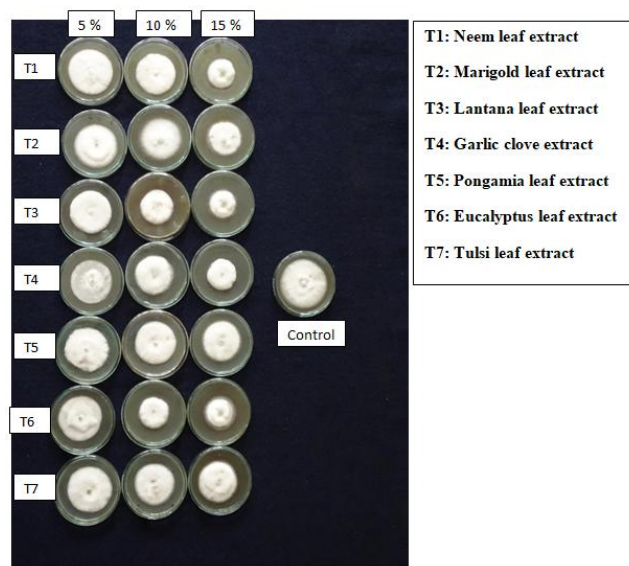 5 % 10 % 15 %
T1
T2
T3
T4
T5
T6
T7
Control
T1: Neem leaf extract
T2: Marigold leaf extract
T3: Lantana leaf extract
T4: Garlic clove extract
T5: Pongamia leaf extract
T6: Eucalyptus leaf extract
T7: Tulsi leaf extract